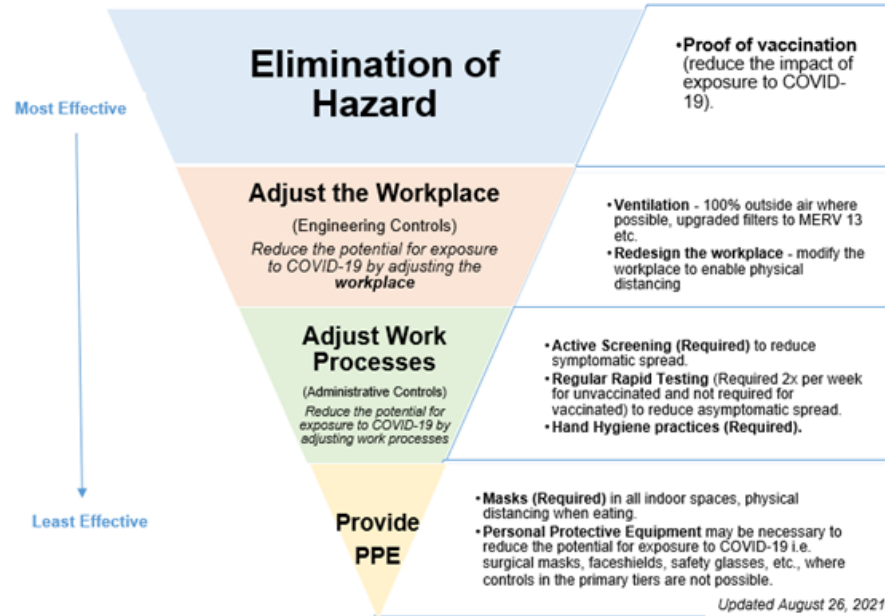 Most Effective
Least Effective
Elimination of
Hazard
•Proof of vaccination
(reduce the impact of
exposure to COVID-
19).
Adjust the Workplace
(Engineering Controls)
Reduce the potential for exposure
to COVID-19 by adjusting the
workplace
•Ventilation - 100% outside air where
possible, upgraded filters to MERV 13
etc.
•Redesign the workplace - modify the
workplace to enable physical
distancing
Adjust Work
Processes
(Administrative Controls)
Reduce the potential for
exposure to COVID-19 by
adjusting work processes
•Active Screening (Required) to reduce
symptomatic spread.
•Regular Rapid Testing (Required 2x per week
for unvaccinated and not required for
vaccinated) to reduce asymptomatic spread.
•Hand Hygiene practices (Required).
Provide
PPE
•Masks (Required) in all indoor spaces, physical
distancing when eating.
•Personal Protective Equipment may be necessary to
reduce the potential for exposure to COVID-19 i.e.
surgical masks, faceshields, safety glasses, etc., where
controls in the primary tiers are not possible.
Updated August 26, 2021